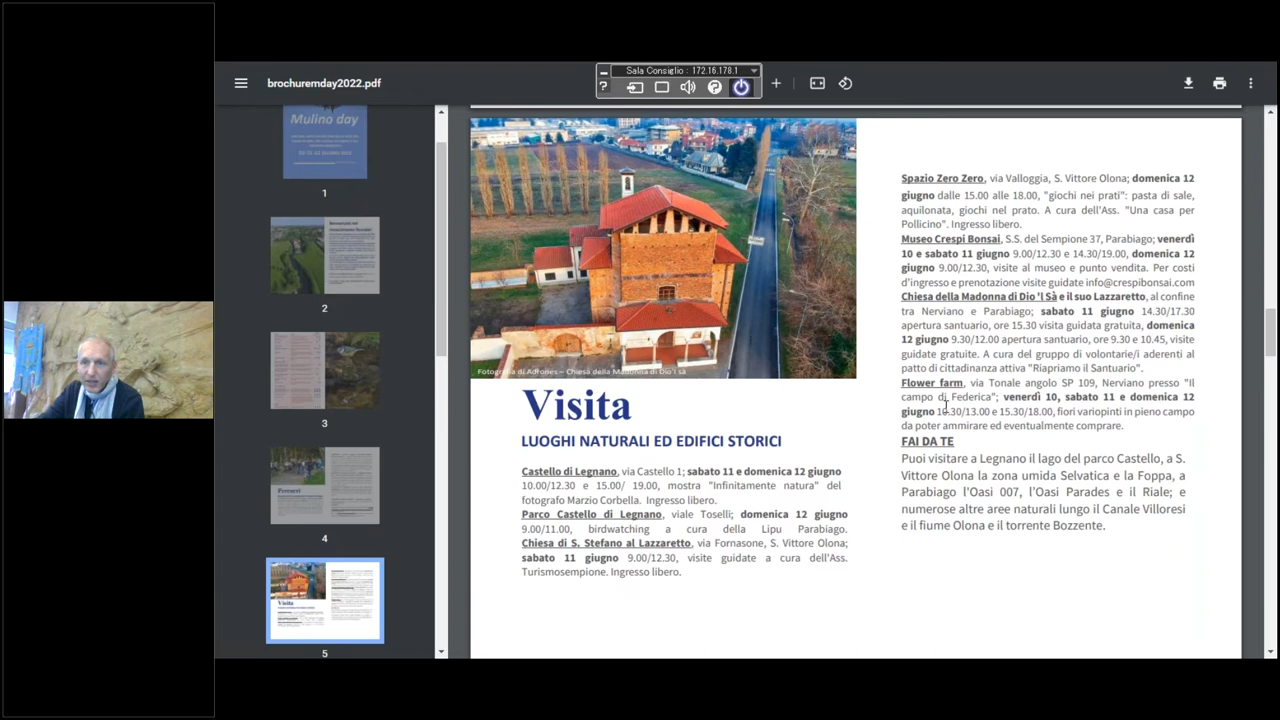 Sala Consiglio : 172.16.178.1
brochuremday2022.pdf
Mulino day
1
2
3
4
5
Fotografia di Adrones – Chiesa della Madonna di Dio'l sà
Visita
LUOGHI NATURALI ED EDIFICI STORICI
Castello di Legnano, via Castello 1; sabato 11 e domenica 12 giugno
10.00/12.30 e 15.00/ 19.00, mostra "Infinitamente natura" del
fotografo Marzio Corbella. Ingresso libero.
Parco Castello di Legnano, viale Toselli; domenica 12 giugno
9.00/11.00, birdwatching a cura della Lipu Parabiago.
Chiesa di S. Stefano al Lazzaretto, via Fornasone, S. Vittore Olona;
sabato 11 giugno 9.00/12.30, visite guidate a cura dell'Ass.
Turismosempione. Ingresso libero.
Spazio Zero Zero, via Valloggia, S. Vittore Olona; domenica 12
giugno dalle 15.00 alle 18.00, "giochi nei prati": pasta di sale,
aquilonata, giochi nel prato. A cura dell'Ass. "Una casa per
Pollicino". Ingresso libero.
Museo Crespi Bonsai, S.S. del Sempione 37, Parabiago; venerdì
10 e sabato 11 giugno 9.00/12.30 e 14.30/19.00, domenica 12
giugno 9.00/12.30, visite al museo e punto vendita. Per costi
d'ingresso e prenotazione visite guidate info@crespibonsai.com
Chiesa della Madonna di Dio 'l Sà e il suo Lazzaretto, al confine
tra Nerviano e Parabiago; sabato 11 giugno 14.30/17.30
apertura santuario, ore 15.30 visita guidata gratuita, domenica
12 giugno 9.30/12.00 apertura santuario, ore 9.30 e 10.45, visite
guidate gratuite. A cura del gruppo di volontarie/i aderenti al
patto di cittadinanza attiva "Riapriamo il Santuario".
Flower farm, via Tonale angolo SP 109, Nerviano presso "Il
campo di Federica"; venerdì 10, sabato 11 e domenica 12
giugno 10.30/13.00 e 15.30/18.00, fiori variopinti in pieno campo
da poter ammirare ed eventualmente comprare.
FAI DA TE
Puoi visitare a Legnano il lago del parco Castello, a S.
Vittore Olona la zona umida Selvatica e la Foppa, a
Parabiago l'Oasi 007, l'Oasi Parades e il Riale; e
numerose altre aree naturali lungo il Canale Villoresi
e il fiume Olona e il torrente Bozzente.